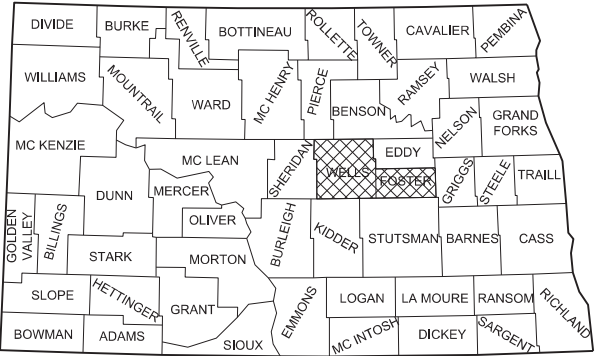 DIVIDE
BURKE
RENVILLE
BOTTINEAU
ROLLETTE
TOWNER
CAVALIER
PEMBINA
WILLIAMS
MOUNTRAIL
WARD
MC HENRY
PIERCE
BENSON
RAMSEY
WALSH
MC KENZIE
MC LEAN
SHERIDAN
WELLS
EDDY
FOSTER
NELSON
GRAND
FORKS
DUNN
MERCER
OLIVER
GRIGGS
STEELE
TRAILL
GOLDEN
VALLEY
BILLINGS
STARK
MORTON
BURLEIGH
KIDDER
STUTSMAN
BARNES
CASS
SLOPE
HETTINGER
GRANT
EMMONS
LOGAN
LA MOURE
RANSOM
RICHLAND
BOWMAN
ADAMS
SIOUX
MC INTOSH
DICKEY
SARGENT